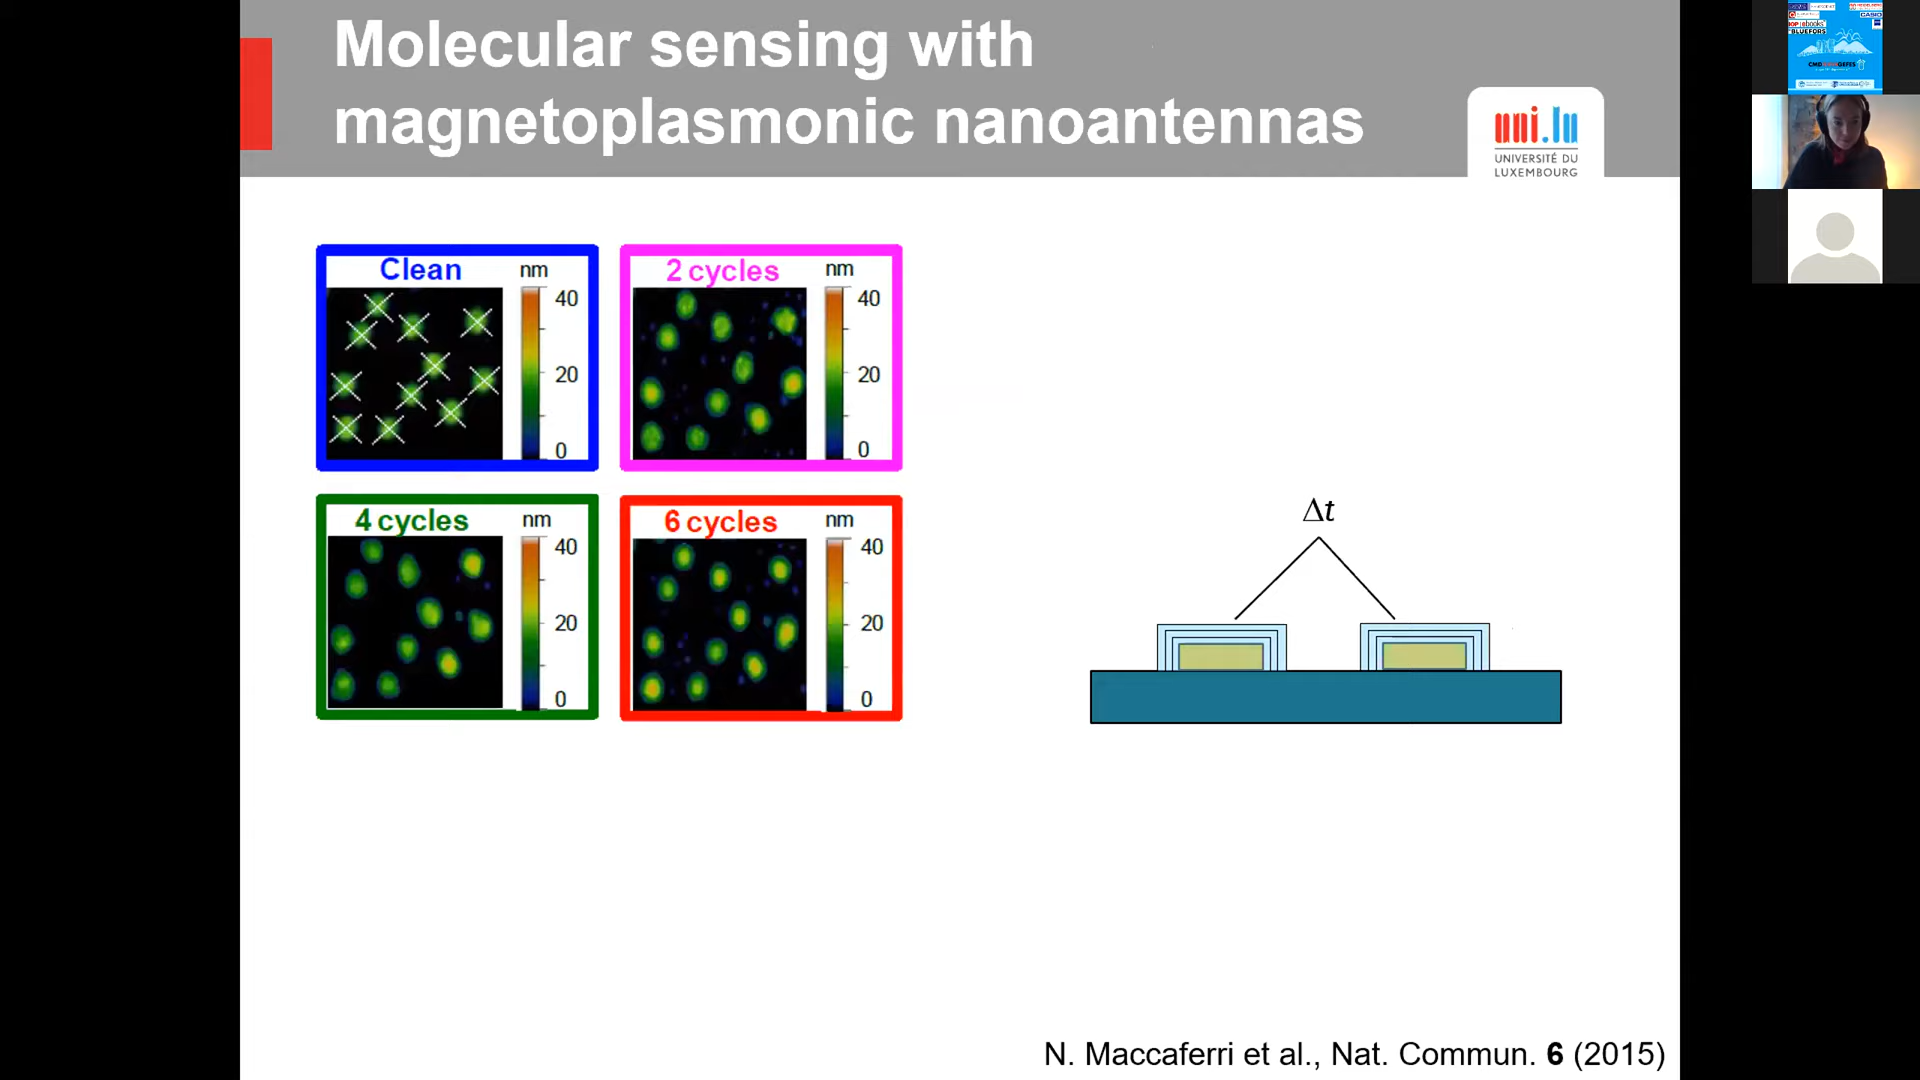 Molecular sensing with
magnetoplasmonic nanoantennas
uni.lu
UNIVERSITÉ DU
LUXEMBOURG
Clean
nm
40
20
0
2 cycles
nm
40
20
0
4 cycles
nm
40
20
0
6 cycles
nm
40
20
0
Δt
N. Maccaferri et al., Nat. Commun. 6 (2015)
CASIO
BLUEFORS